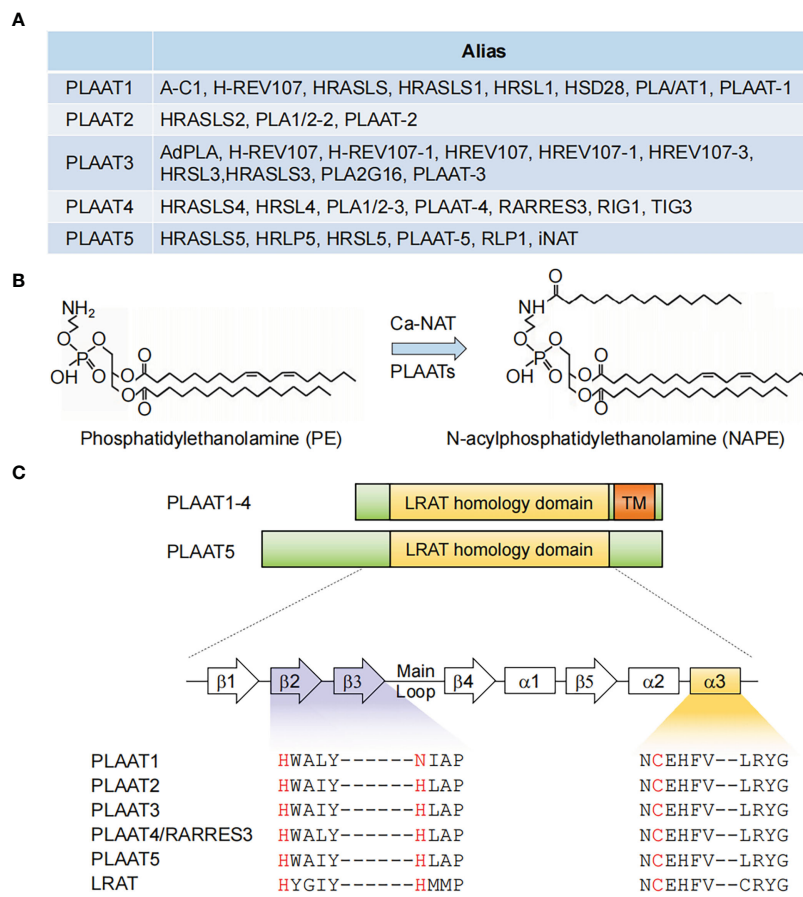 A
Alias
PLAAT1 A-C1, H-REV107, HRASLS, HRASLS1, HRSL1, HSD28, PLA/AT1, PLAAT-1
PLAAT2 HRASLS2, PLA1/2-2, PLAAT-2
PLAAT3 AdPLA, H-REV107, H-REV107-1, HREV107, HREV107-1, HREV107-3,
HRSL3,HRASLS3, PLA2G16, PLAAT-3
PLAAT4 HRASLS4, HRSL4, PLA1/2-3, PLAAT-4, RARRES3, RIG1, TIG3
PLAAT5 HRASLS5, HRLP5, HRSL5, PLAAT-5, RLP1, iNAT
B
NH2
O
O
P
OH
O
O
O
O
O
Phosphatidylethanolamine (PE)
Ca-NAT
PLAATs
O
NH
O
O
P
OH
O
O
O
O
O
N-acylphosphatidylethanolamine (NAPE)
C
PLAAT1-4 LRAT homology domain TM
PLAAT5 LRAT homology domain
β1 β2 β3 Main Loop β4 α1 β5 α2 α3
PLAAT1 HWALY------NIAP NCEHFV--LRYG
PLAAT2 HWAIY------HLAP NCEHFV--LRYG
PLAAT3 HWAIY------HLAP NCEHFV--LRYG
PLAAT4/RARRES3 HWALY------HLAP NCEHFV--LRYG
PLAAT5 HWAIY------HLAP NCEHFV--LRYG
LRAT HYGIY------HMMP NCEHFV--CRYG